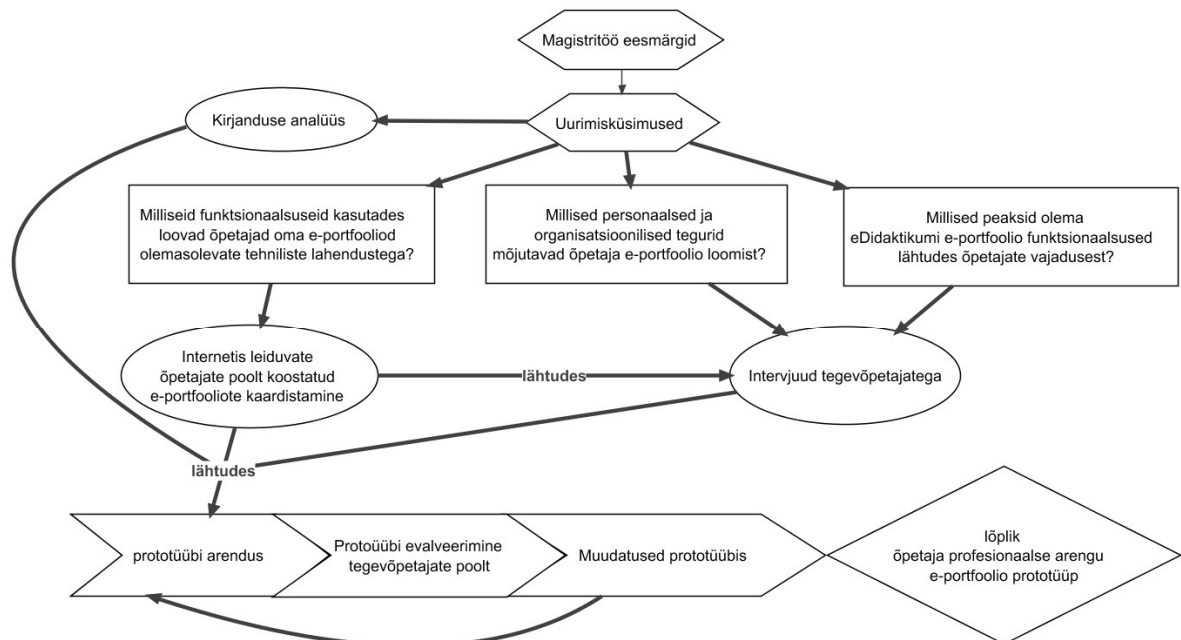 Magistritöö eesmärgid
Uurimisküsimused
Kirjanduse analüüs
Milliseid funktsionaalsuseid kasutades
loovad õpetajad oma e-portfooliod
olemasolevate tehniliste lahendustega?
Millised personaalsed ja
organisatsioonilised tegurid
mõjutavad õpetaja e-portfoolio loomist?
Millised peaksid olema
eDidaktikumi e-portfoolio funktsionaalsused
lähtudes õpetajate vajadusest?
Internetis leiduvate
õpetajate poolt koostatud
e-portfooliote kaardistamine
lähtudes
Intervjuud tegevõpetajatega
lähtudes
prototüübi arendus
Protoüübi evalveerimine
tegevõpetajate poolt
Muudatused prototüübis
lõplik
õpetaja profesionaalse arengu
e-portfoolio prototüüp